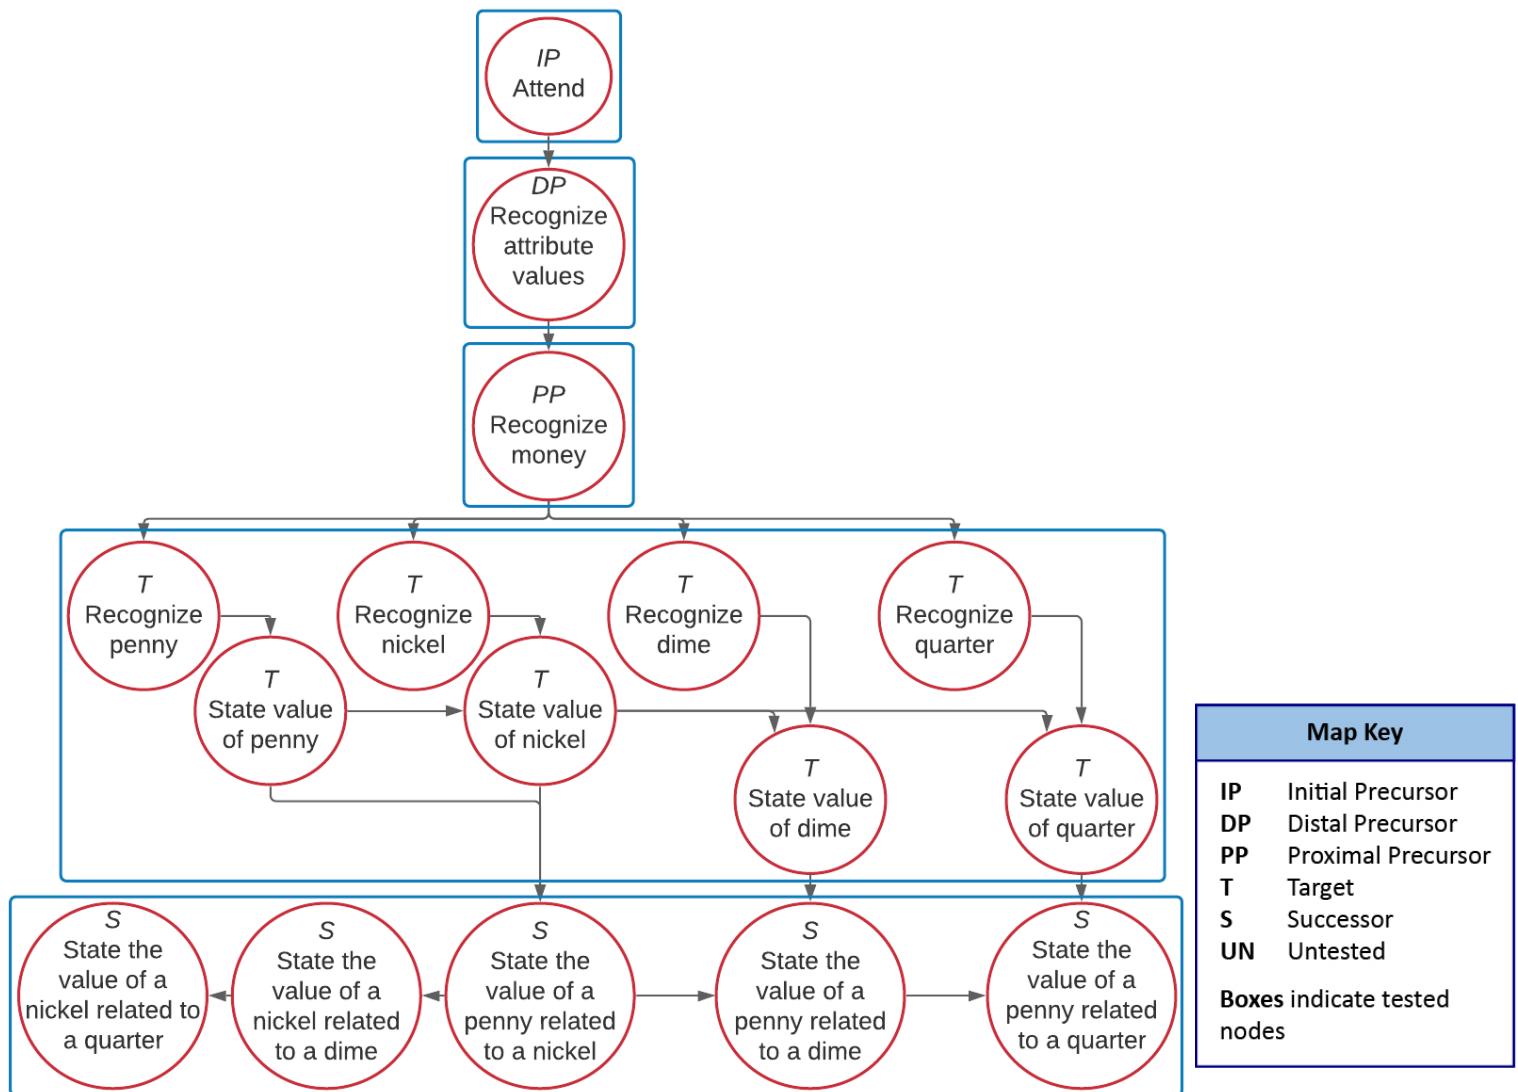 IP
Attend
DP
Recognize
attribute
values
PP
Recognize
money
T
Recognize
penny
T
Recognize
nickel
T
Recognize
dime
T
Recognize
quarter
T
State value
of penny
T
State value
of nickel
T
State value
of dime
T
State value
of quarter
S
State the
value of a
nickel related to
a quarter
S
State the
value of a
nickel related
to a dime
S
State the
value of a
penny related
to a nickel
S
State the
value of a
penny related
to a dime
S
State the
value of a
penny related
to a quarter
Map Key
IP Initial Precursor
DP Distal Precursor
PP Proximal Precursor
T Target
S Successor
UN Untested
Boxes indicate tested
nodes